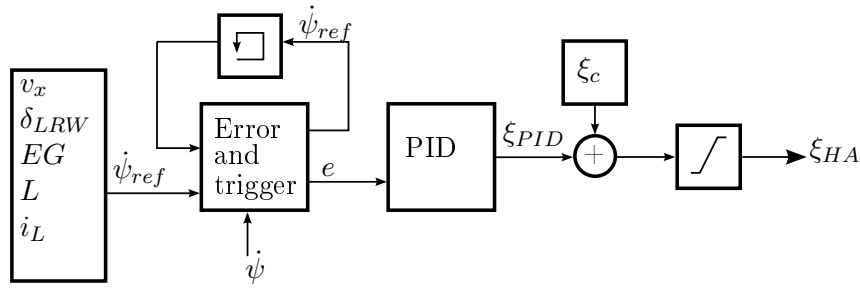 ψ̇_ref
v_x
δ_LRW
EG
L
i_L
ψ̇_ref
Error
and
trigger
e
ψ̇
PID
ξ_PID
ξ_c
+
ξ_HA